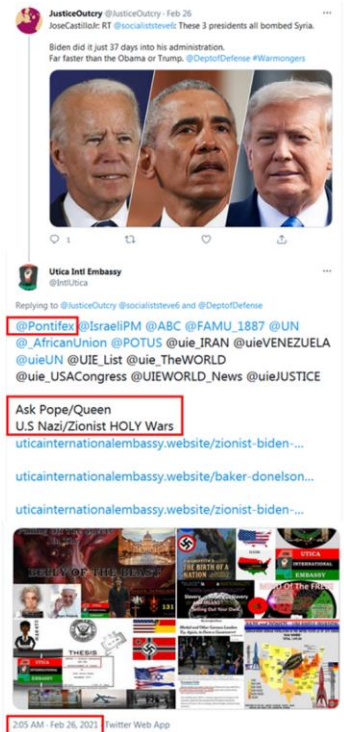 JusticeOutcry @JusticeOutcry · Feb 26
JoseCastilloJr: RT @socialiststeve6: These 3 presidents all bombed Syria.
Biden did it just 37 days into his administration.
Far faster than the Obama or Trump. @DeptofDefense #Warmongers
1
Utica Intl Embassy
@IntlUtica
Replying to @JusticeOutcry @socialiststeve6 and @DeptofDefense
@Pontifex @IsraeliPM @ABC @FAMU_1887 @UN
@_AfricanUnion @POTUS @uie_IRAN @uieVENEZUELA
@uieUN @UIE_List @uie_TheWORLD
@uie_USACongress @UIEWORLD_News @uieJUSTICE
Ask Pope/Queen
U.S Nazi/Zionist HOLY Wars
uticainternationalembassy.website/zionist-biden-...
uticainternationalembassy.website/baker-donelson...
uticainternationalembassy.website/zionist-biden-...
BELLY OF THE BEAST
THE BIRTH OF A
NATION
UTICA
INTERNATIONAL
EMBASSY
131
THESIS
UTICA
INTERNATIONAL
EMBASSY
2:05 AM · Feb 26, 2021 Twitter Web App